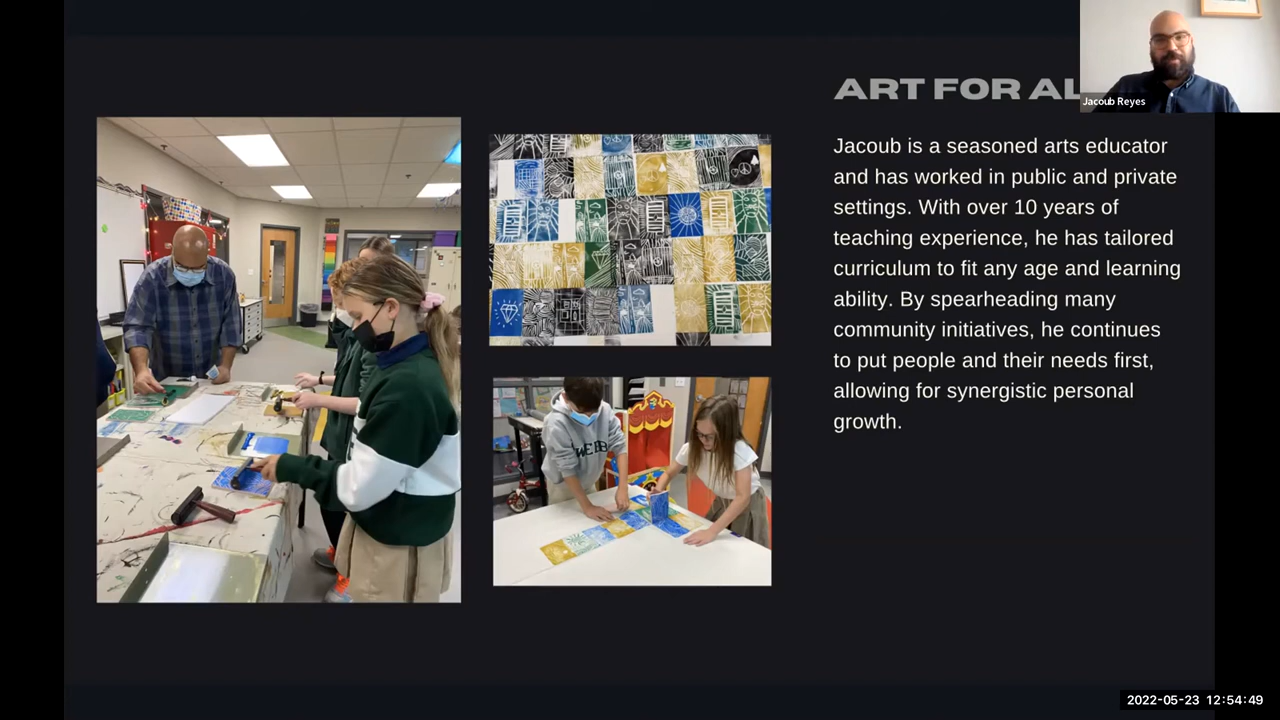 ART FOR AL
Jacoub Reyes
Jacoub is a seasoned arts educator
and has worked in public and private
settings. With over 10 years of
teaching experience, he has tailored
curriculum to fit any age and learning
ability. By spearheading many
community initiatives, he continues
to put people and their needs first,
allowing for synergistic personal
growth.
2022-05-23 12:54:49